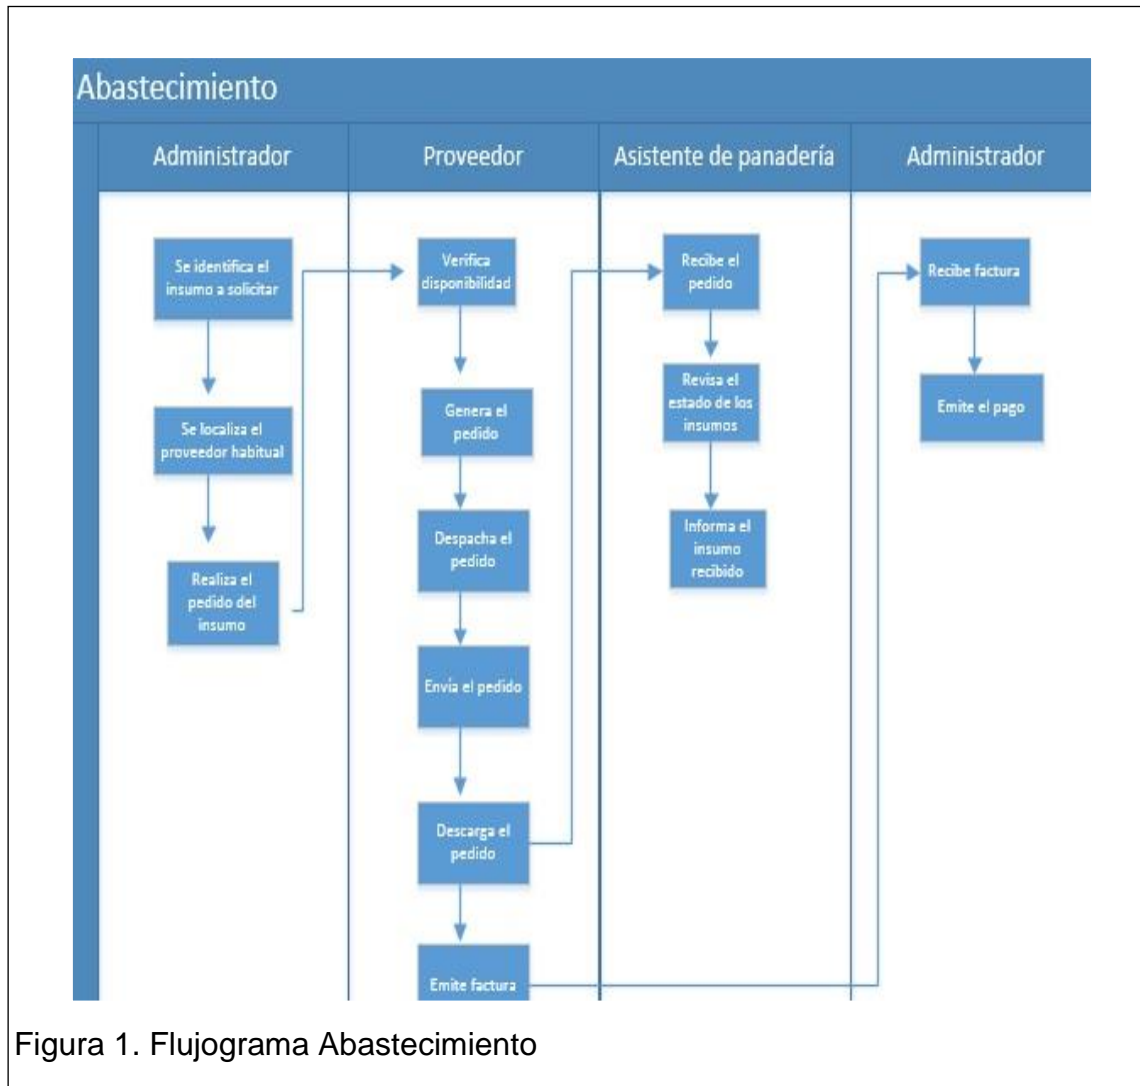 Abastecimiento
Administrador
Proveedor
Asistente de panadería
Administrador
Se identifica el
insumo a solicitar
Se localiza el
proveedor habitual
Realiza el
pedido del
insumo
Verifica
disponibilidad
Genera el
pedido
Despacha el
pedido
Envía el pedido
Descarga el
pedido
Emite factura
Recibe el
pedido
Revisa el
estado de los
insumos
Informa el
insumo
recibido
Recibe factura
Emite el pago
Figura 1. Flujograma Abastecimiento